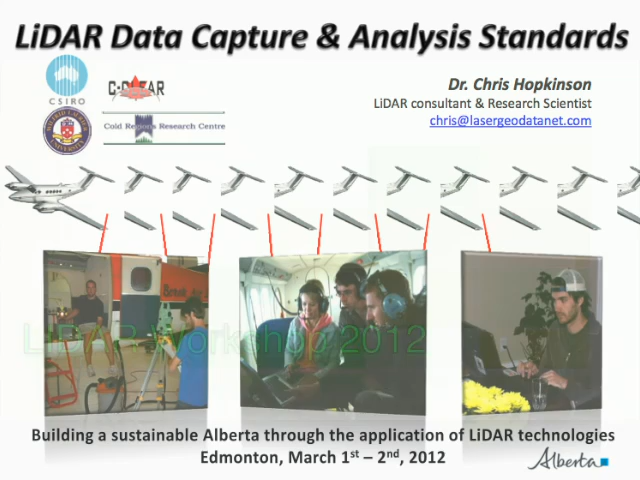 LiDAR Data Capture & Analysis Standards
CSIRO
C-CLEAR
Cold Regions Research Centre
Dr. Chris Hopkinson
LiDAR consultant & Research Scientist
chris@lasergeodatanet.com
LiDAR Workshop 2012
Building a sustainable Alberta through the application of LiDAR technologies
Edmonton, March 1st – 2nd, 2012
Alberta